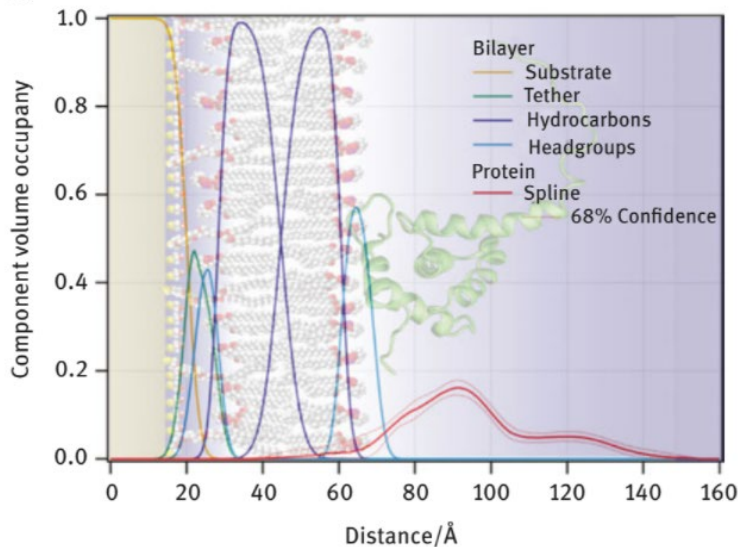 Component volume occupany
1.0
0.8
0.6
0.4
0.2
0.0
Bilayer
Substrate
Tether
Hydrocarbons
Headgroups
Protein
Spline
68% Confidence
0 20 40 60 80 100 120 140 160
Distance/Å